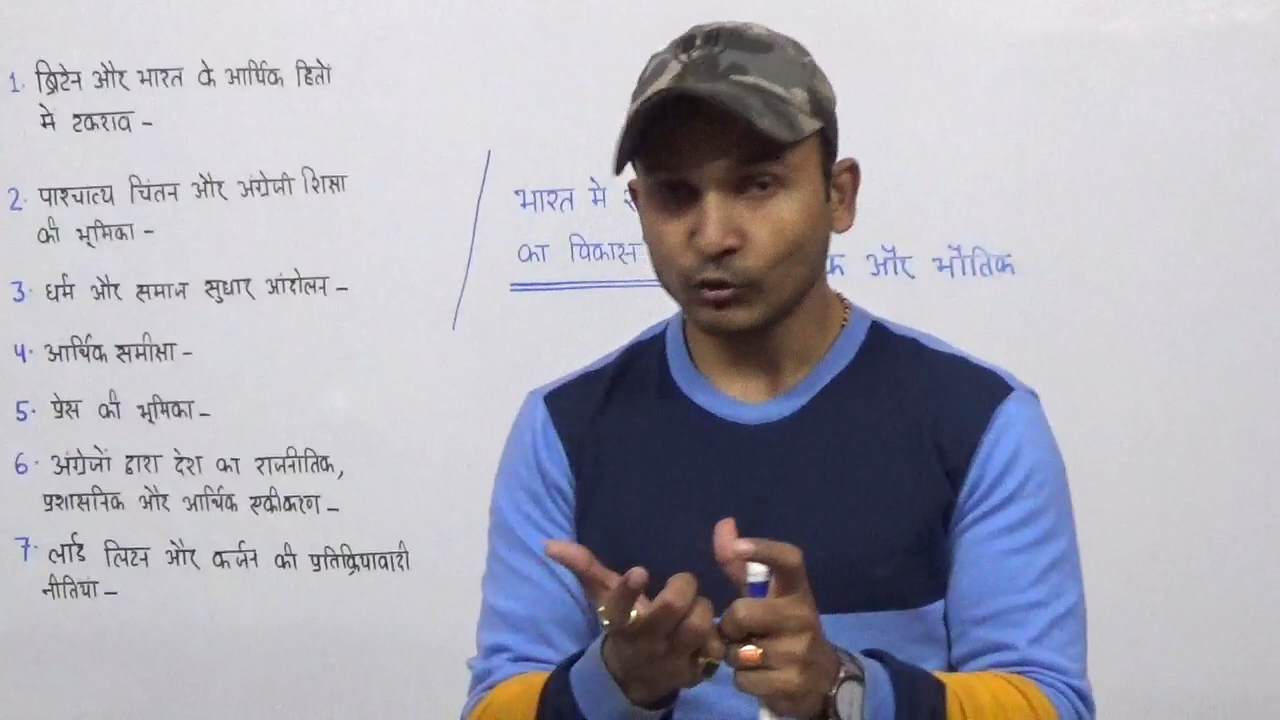 1. ब्रिटेन और भारत के आर्थिक हितों
मे टकराव -
2. पाश्चात्य चिंतन और अंग्रेजी शिक्षा
की भूमिका -
3. धर्म और समाज सुधार आंदोलन -
4. आर्थिक समीक्षा -
5. प्रेस की भूमिका -
6. अंग्रेजों द्वारा देश का राजनीतिक,
प्रशासनिक और आर्थिक एकीकरण -
7. लार्ड लिटन और कर्जन की प्रतिक्रियावादी
नीतियां -
भारत मे
का विकास
और भौतिक